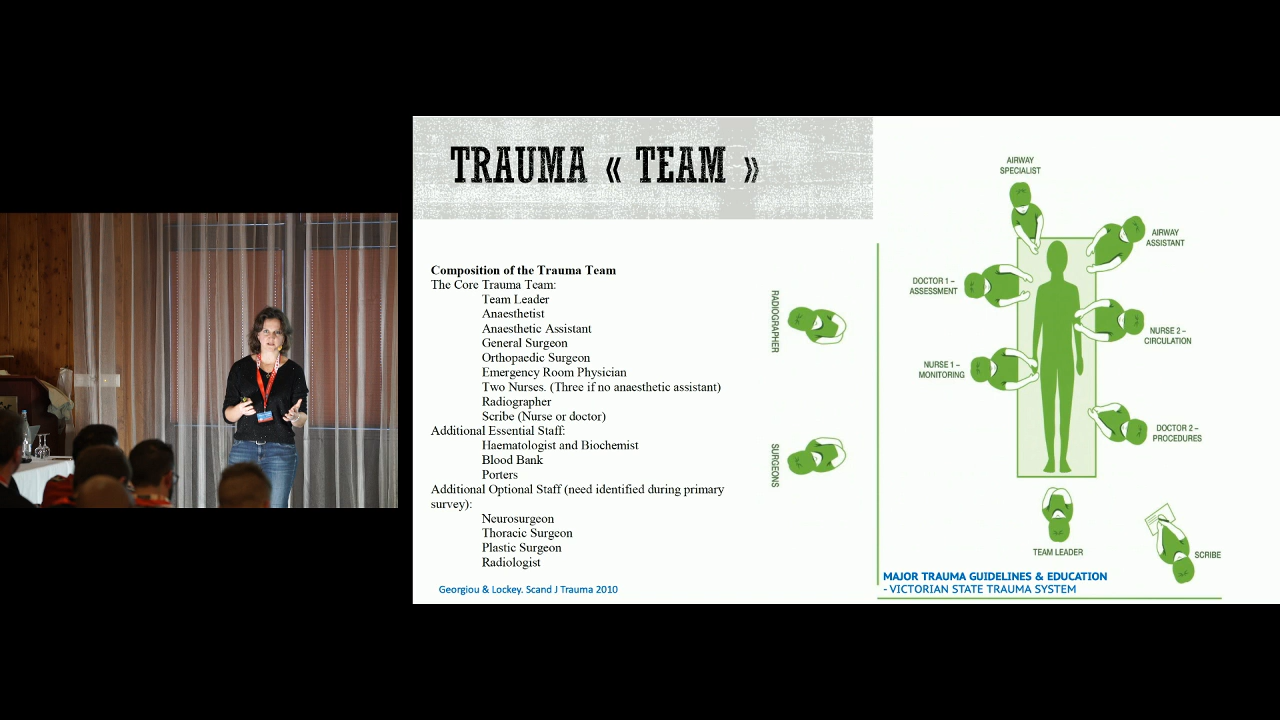 TRAUMA « TEAM »
Composition of the Trauma Team
The Core Trauma Team:
Team Leader
Anaesthetist
Anaesthetic Assistant
General Surgeon
Orthopaedic Surgeon
Emergency Room Physician
Two Nurses. (Three if no anaesthetic assistant)
Radiographer
Scribe (Nurse or doctor)
Additional Essential Staff:
Haematologist and Biochemist
Blood Bank
Porters
Additional Optional Staff (need identified during primary
survey):
Neurosurgeon
Thoracic Surgeon
Plastic Surgeon
Radiologist
Georgiou & Lockey. Scand J Trauma 2010
RADIOGRAPHER
SURGEONS
AIRWAY
SPECIALIST
AIRWAY
ASSISTANT
DOCTOR 1 –
ASSESSMENT
NURSE 2 –
CIRCULATION
NURSE 1 –
MONITORING
DOCTOR 2 –
PROCEDURES
TEAM LEADER
SCRIBE
MAJOR TRAUMA GUIDELINES & EDUCATION
- VICTORIAN STATE TRAUMA SYSTEM